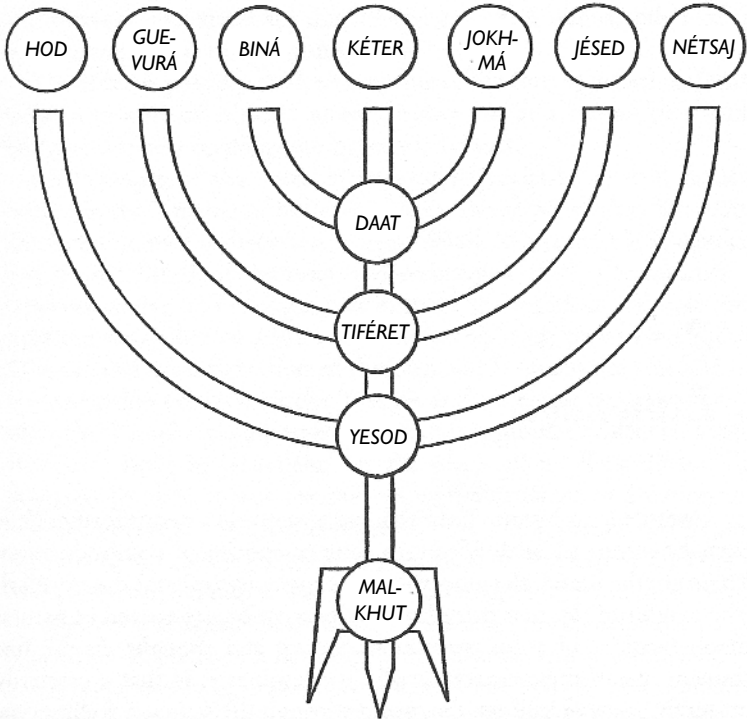 HOD
GUE-
VURÁ
BINÁ
KÉTER
JOKH-
MÁ
JÉSED
NÉTSAJ
DAAT
TIFÉRET
YESOD
MAL-
KHUT